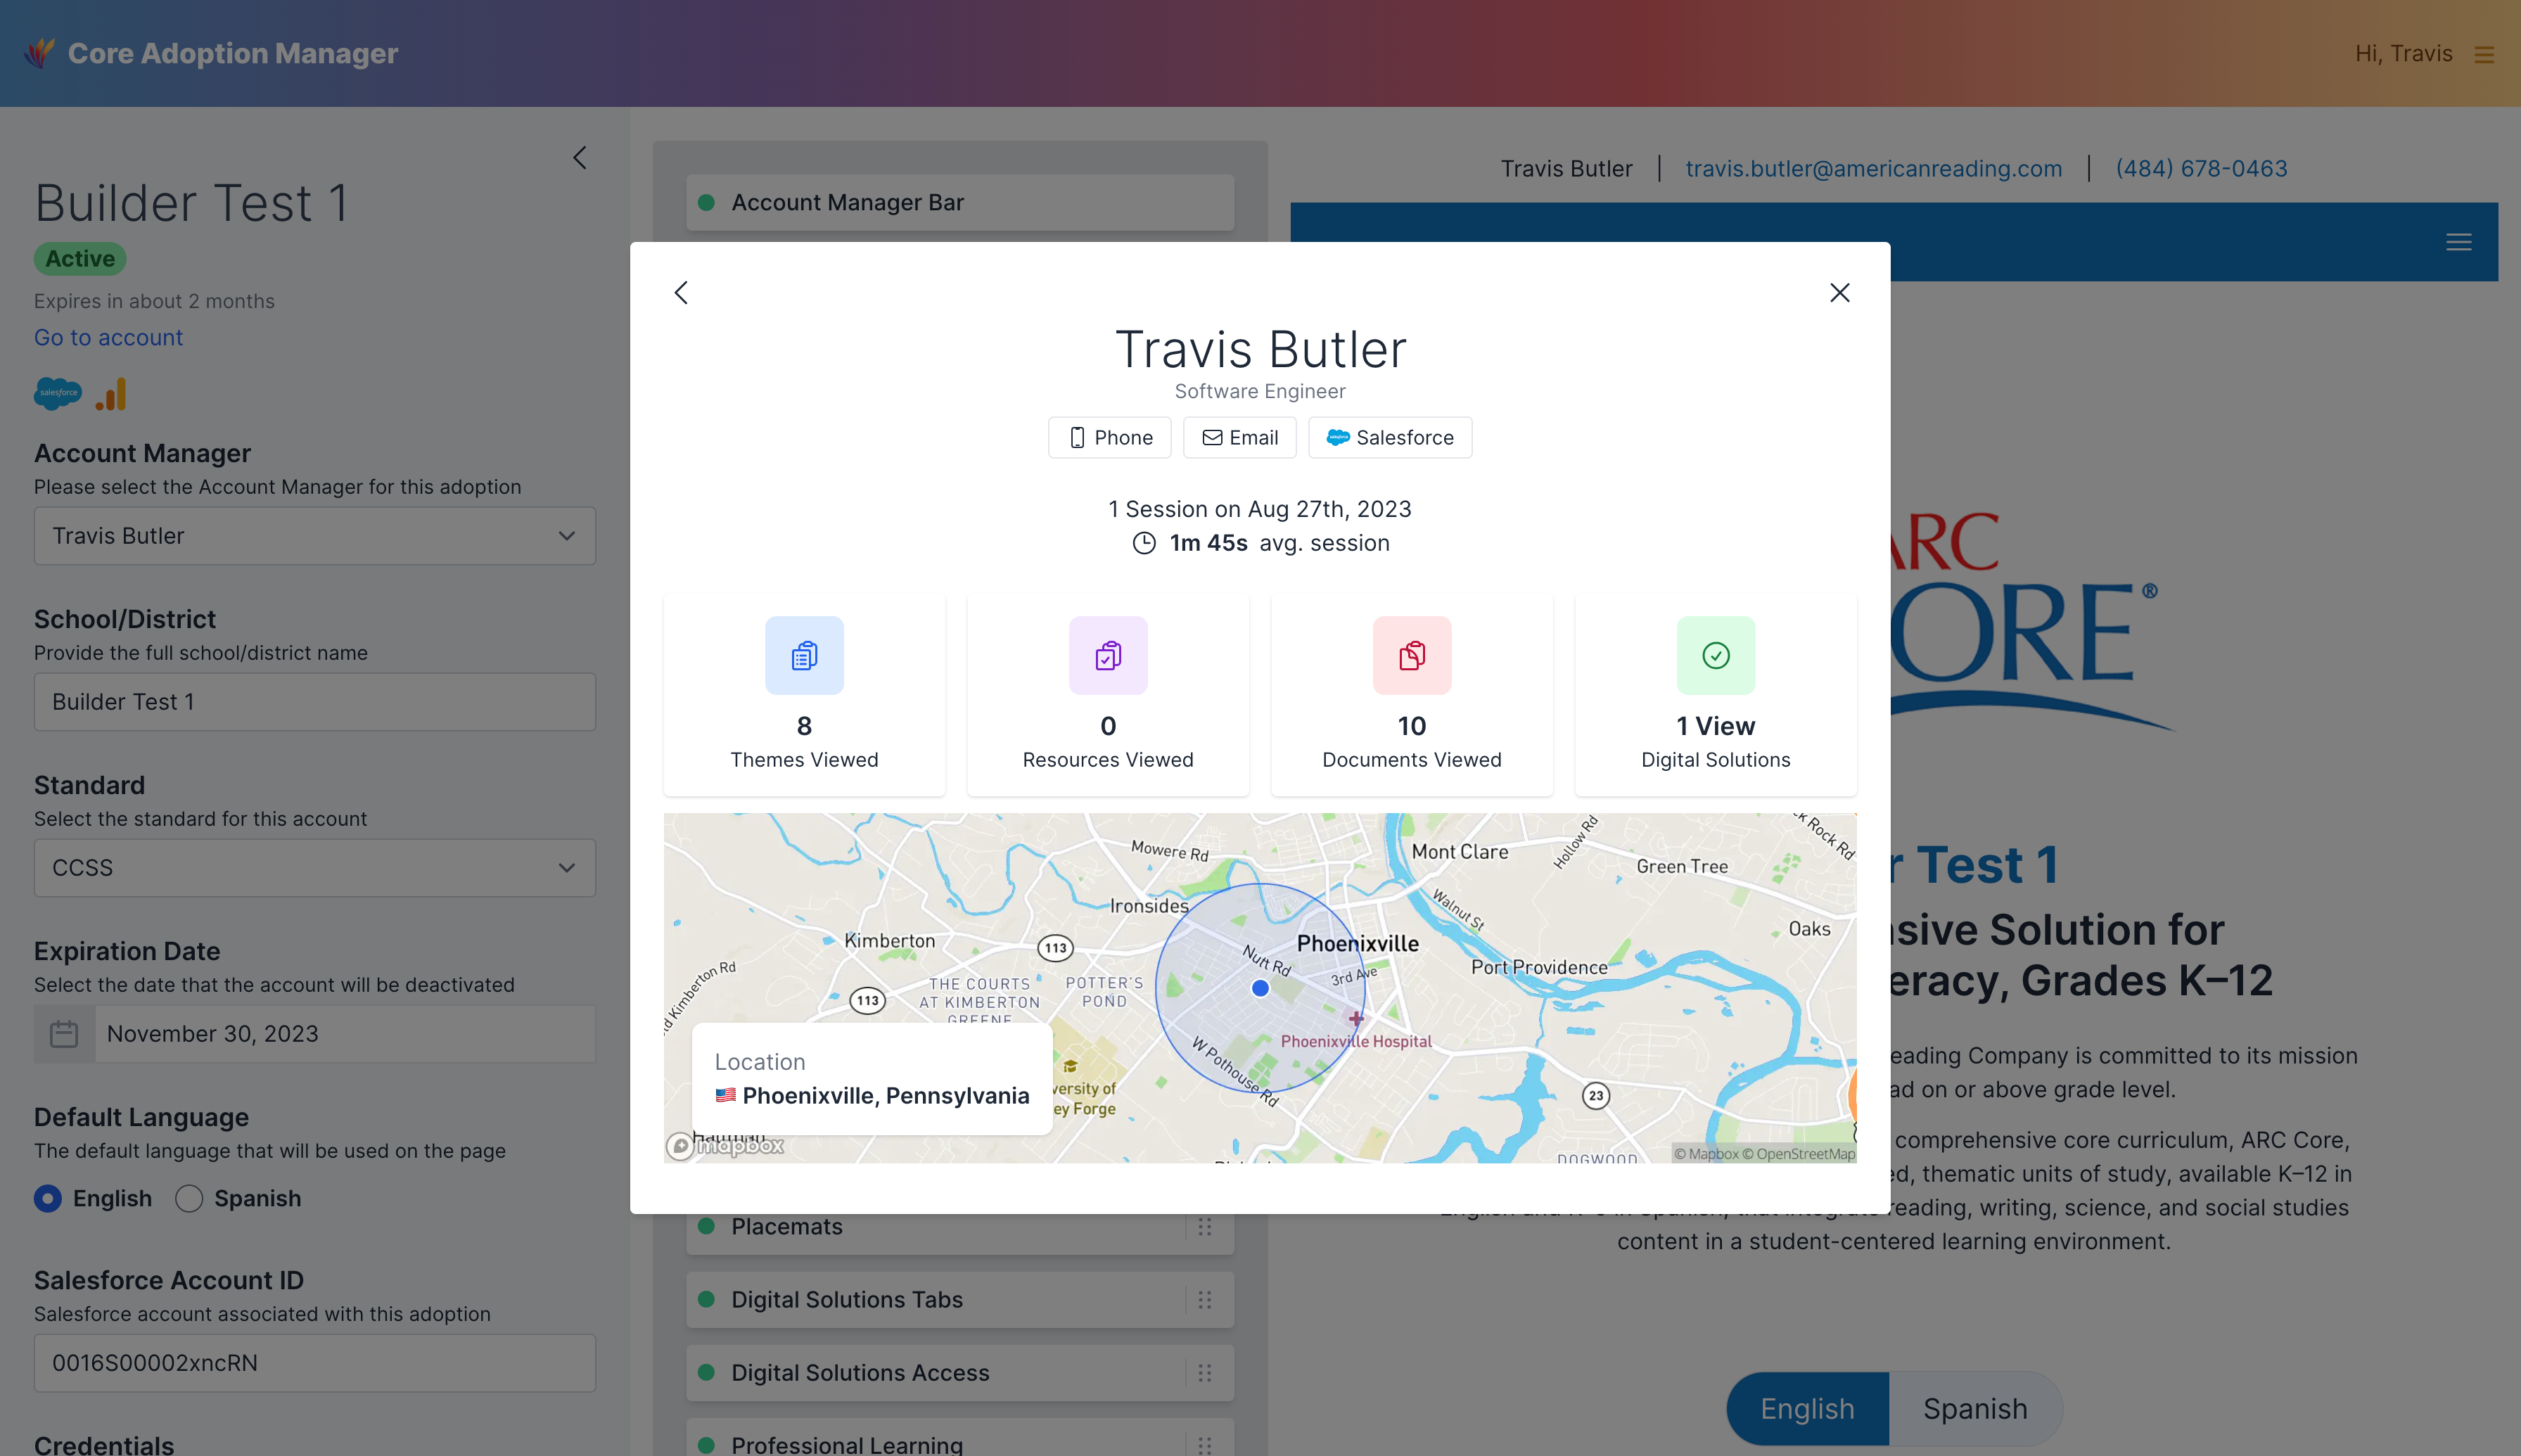 Core Adoption Manager
Hi, Travis
Builder Test 1
Active
Expires in about 2 months
Go to account
salesforce
Account Manager
Please select the Account Manager for this adoption
Travis Butler
School/District
Provide the full school/district name
Builder Test 1
Standard
Select the standard for this account
CCSS
Expiration Date
Select the date that the account will be deactivated
November 30, 2023
Default Language
The default language that will be used on the page
English
Spanish
Salesforce Account ID
Salesforce account associated with this adoption
0016S00002xncRN
Credentials
Account Manager Bar
Placemats
Digital Solutions Tabs
Digital Solutions Access
Professional Learning
Travis Butler
Software Engineer
Phone
Email
Salesforce
1 Session on Aug 27th, 2023
1m 45s avg. session
8
Themes Viewed
0
Resources Viewed
10
Documents Viewed
1 View
Digital Solutions
Mowere Rd
Mont Clare
Hollow Rd
Green Tree
k Rock Rd
Ironsides
Walnut St
Oaks
Kimberton
113
Phoenixville
Nutt Rd
3rd Ave
Port Providence
ld Kimberton Rd
113
THE COURTS
AT KIMBERTON
GREENE
POTTER'S
POND
Phoenixville Hospital
W Pothouse Rd
versity of
ey Forge
23
DOGWOOD
Location
Phoenixville, Pennsylvania
mapbox
© Mapbox © OpenStreetMap
Travis Butler
travis.butler@americanreading.com
(484) 678-0463
ARC
ORE®
r Test 1
nsive Solution for
eracy, Grades K–12
eading Company is committed to its mission
ad on or above grade level.
comprehensive core curriculum, ARC Core,
ed, thematic units of study, available K–12 in
reading, writing, science, and social studies
content in a student-centered learning environment.
English
Spanish